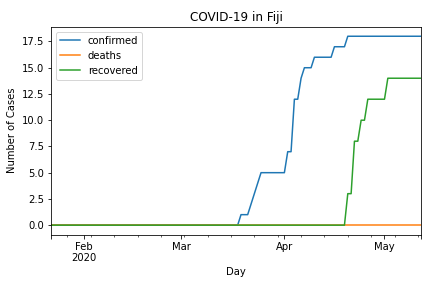 COVID-19 in Fiji
confirmed
deaths
recovered
17.5
15.0
12.5
10.0
7.5
5.0
2.5
0.0
Number of Cases
Feb
2020
Mar
Apr
May
Day